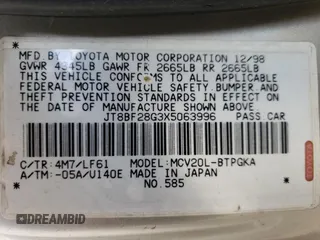 MFD BY TOYOTA MOTOR CORPORATION 12/98
GVWR 4945LB GAWR FR 2665LB RR 2665LB
THIS VEHICLE CONFORMS TO ALL APPLICABLE
FEDERAL MOTOR VEHICLE SAFETY, BUMPER AND
THEFT PREVENTION STANDARDS IN EFFECT ON
THE DATE OF MANUFACTURE SHOWN ABOVE.
JT8BF28G3X5063996 PASS CAR
C/TR: 4M7/LF61 MODEL: MCV20L-BTPGKA
A/TM: -05A/U140E MADE IN JAPAN
NO. 585
DREAMBID